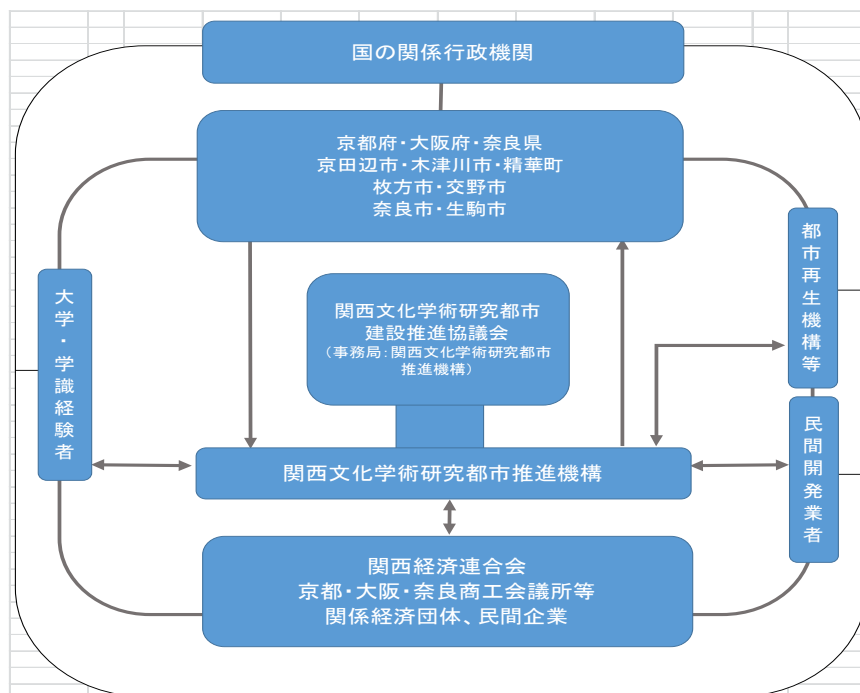 国の関係行政機関
京都府・大阪府・奈良県
京田辺市・木津川市・精華町
枚方市・交野市
奈良市・生駒市
関西文化学術研究都市
建設推進協議会
（事務局：関西文化学術研究都市
推進機構）
大学・学識経験者
都市再生機構等
民間開発業者
関西文化学術研究都市推進機構
関西経済連合会
京都・大阪・奈良商工会議所等
関係経済団体、民間企業